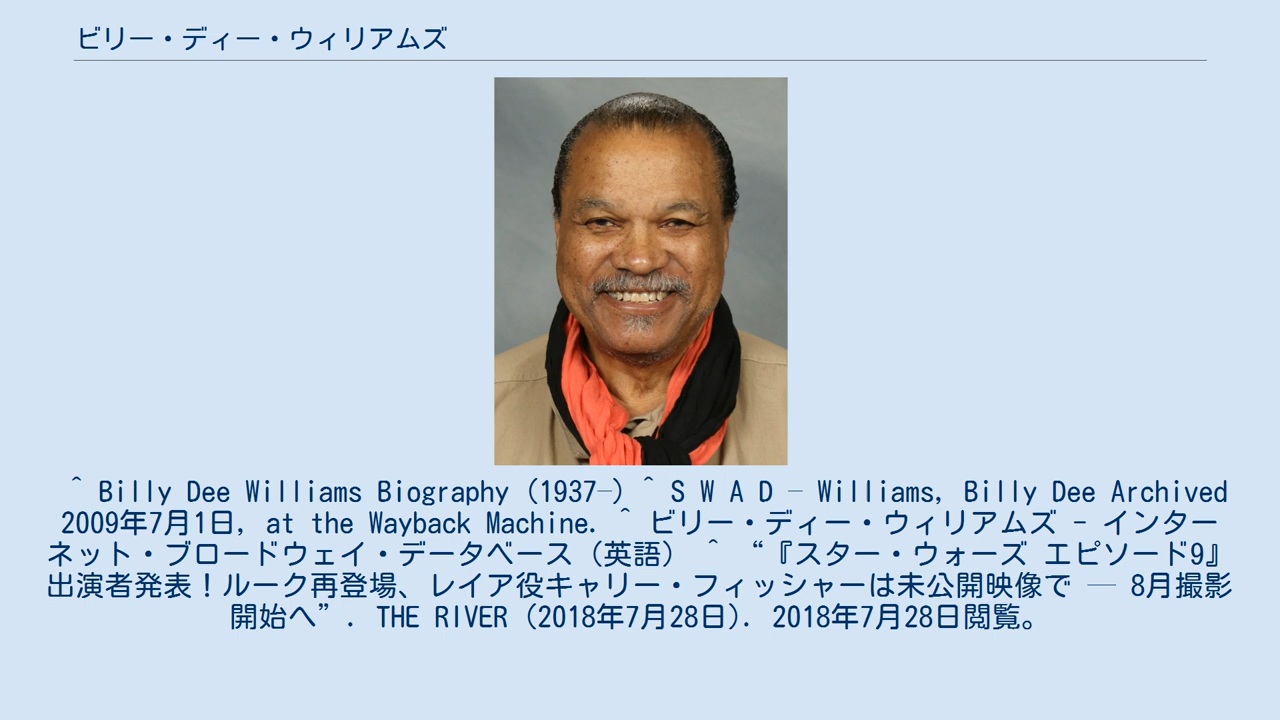 ビリー・ディー・ウィリアムズ
^ Billy Dee Williams Biography (1937–) ^ S W A D – Williams, Billy Dee Archived
2009年7月1日, at the Wayback Machine. ^ ビリー・ディー・ウィリアムズ - インター
ネット・ブロードウェイ・データベース（英語） ^ “『スター・ウォーズ エピソード9』
出演者発表！ルーク再登場、レイア役キャリー・フィッシャーは未公開映像で ― 8月撮影
開始へ”. THE RIVER (2018年7月28日). 2018年7月28日閲覧。